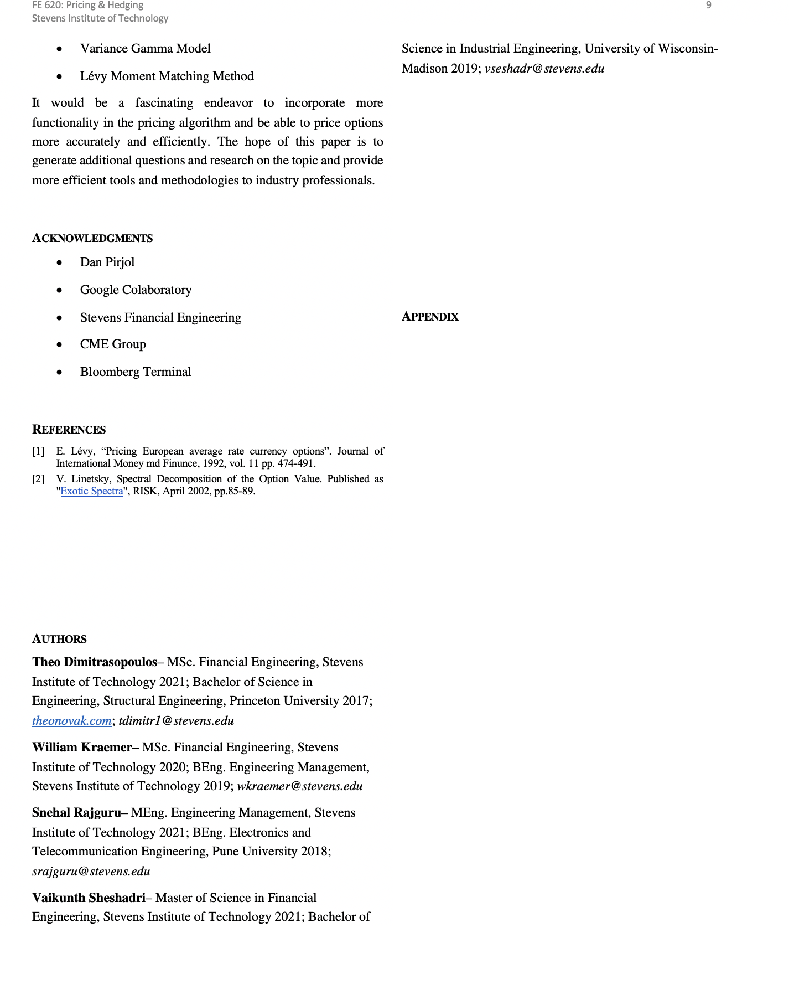 FE 620: Pricing & Hedging
Stevens Institute of Technology
9
• Variance Gamma Model
• Lévy Moment Matching Method
It would be a fascinating endeavor to incorporate more
functionality in the pricing algorithm and be able to price options
more accurately and efficiently. The hope of this paper is to
generate additional questions and research on the topic and provide
more efficient tools and methodologies to industry professionals.
ACKNOWLEDGMENTS
• Dan Pirjol
• Google Colaboratory
• Stevens Financial Engineering
• CME Group
• Bloomberg Terminal
REFERENCES
[1] E. Lévy, “Pricing European average rate currency options”. Journal of
International Money md Finunce, 1992, vol. 11 pp. 474-491.
[2] V. Linetsky, Spectral Decomposition of the Option Value. Published as
"Exotic Spectra", RISK, April 2002, pp.85-89.
AUTHORS
Theo Dimitrasopoulos– MSc. Financial Engineering, Stevens
Institute of Technology 2021; Bachelor of Science in
Engineering, Structural Engineering, Princeton University 2017;
theonovak.com; tdimitr1@stevens.edu
William Kraemer– MSc. Financial Engineering, Stevens
Institute of Technology 2020; BEng. Engineering Management,
Stevens Institute of Technology 2019; wkraemer@stevens.edu
Snehal Rajguru– MEng. Engineering Management, Stevens
Institute of Technology 2021; BEng. Electronics and
Telecommunication Engineering, Pune University 2018;
srajguru@stevens.edu
Vaikunth Sheshadri– Master of Science in Financial
Engineering, Stevens Institute of Technology 2021; Bachelor of
Science in Industrial Engineering, University of Wisconsin-
Madison 2019; vseshadr@stevens.edu
APPENDIX